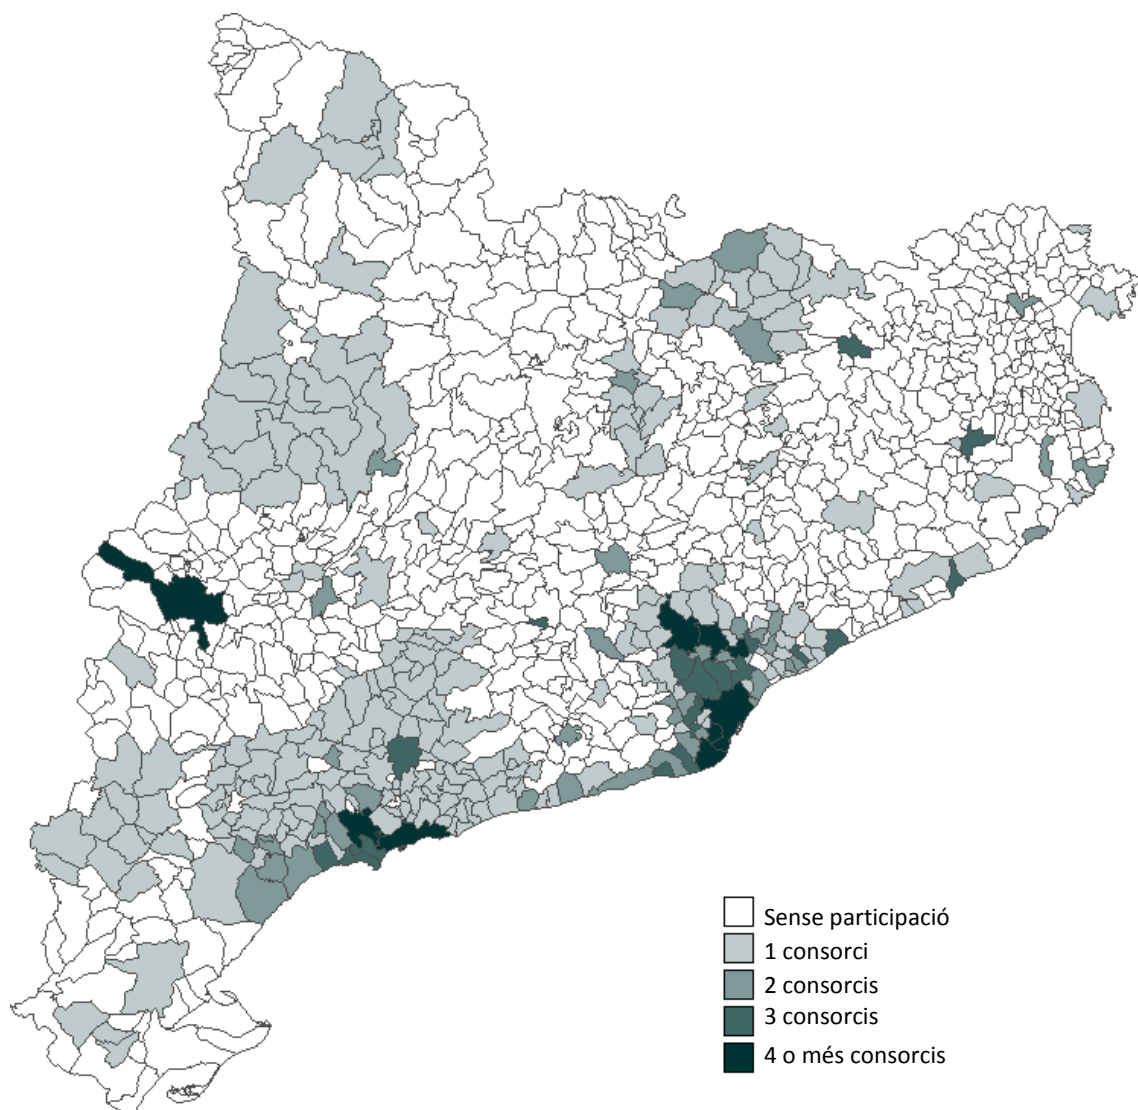 Sense participació
1 consorci
2 consorcis
3 consorcis
4 o més consorcis